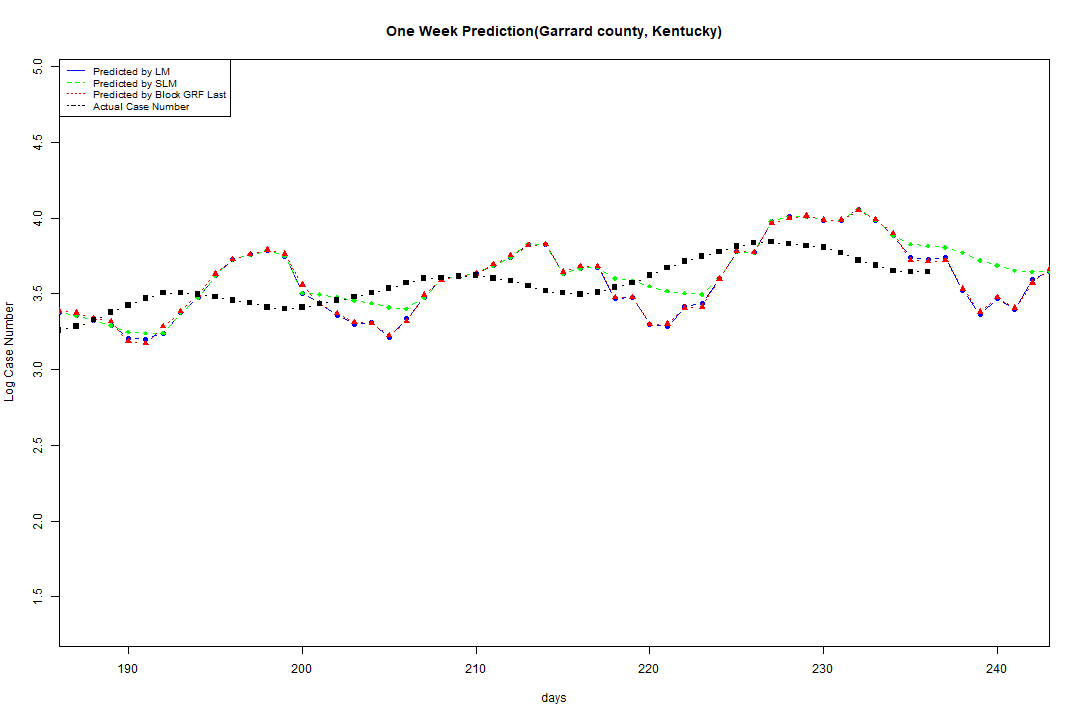 One Week Prediction(Garrard county, Kentucky)
Predicted by LM
Predicted by SLM
Predicted by Block GRF Last
Actual Case Number
5.0
4.5
4.0
3.5
3.0
2.5
2.0
1.5
Log Case Number
190 200 210 220 230 240
days